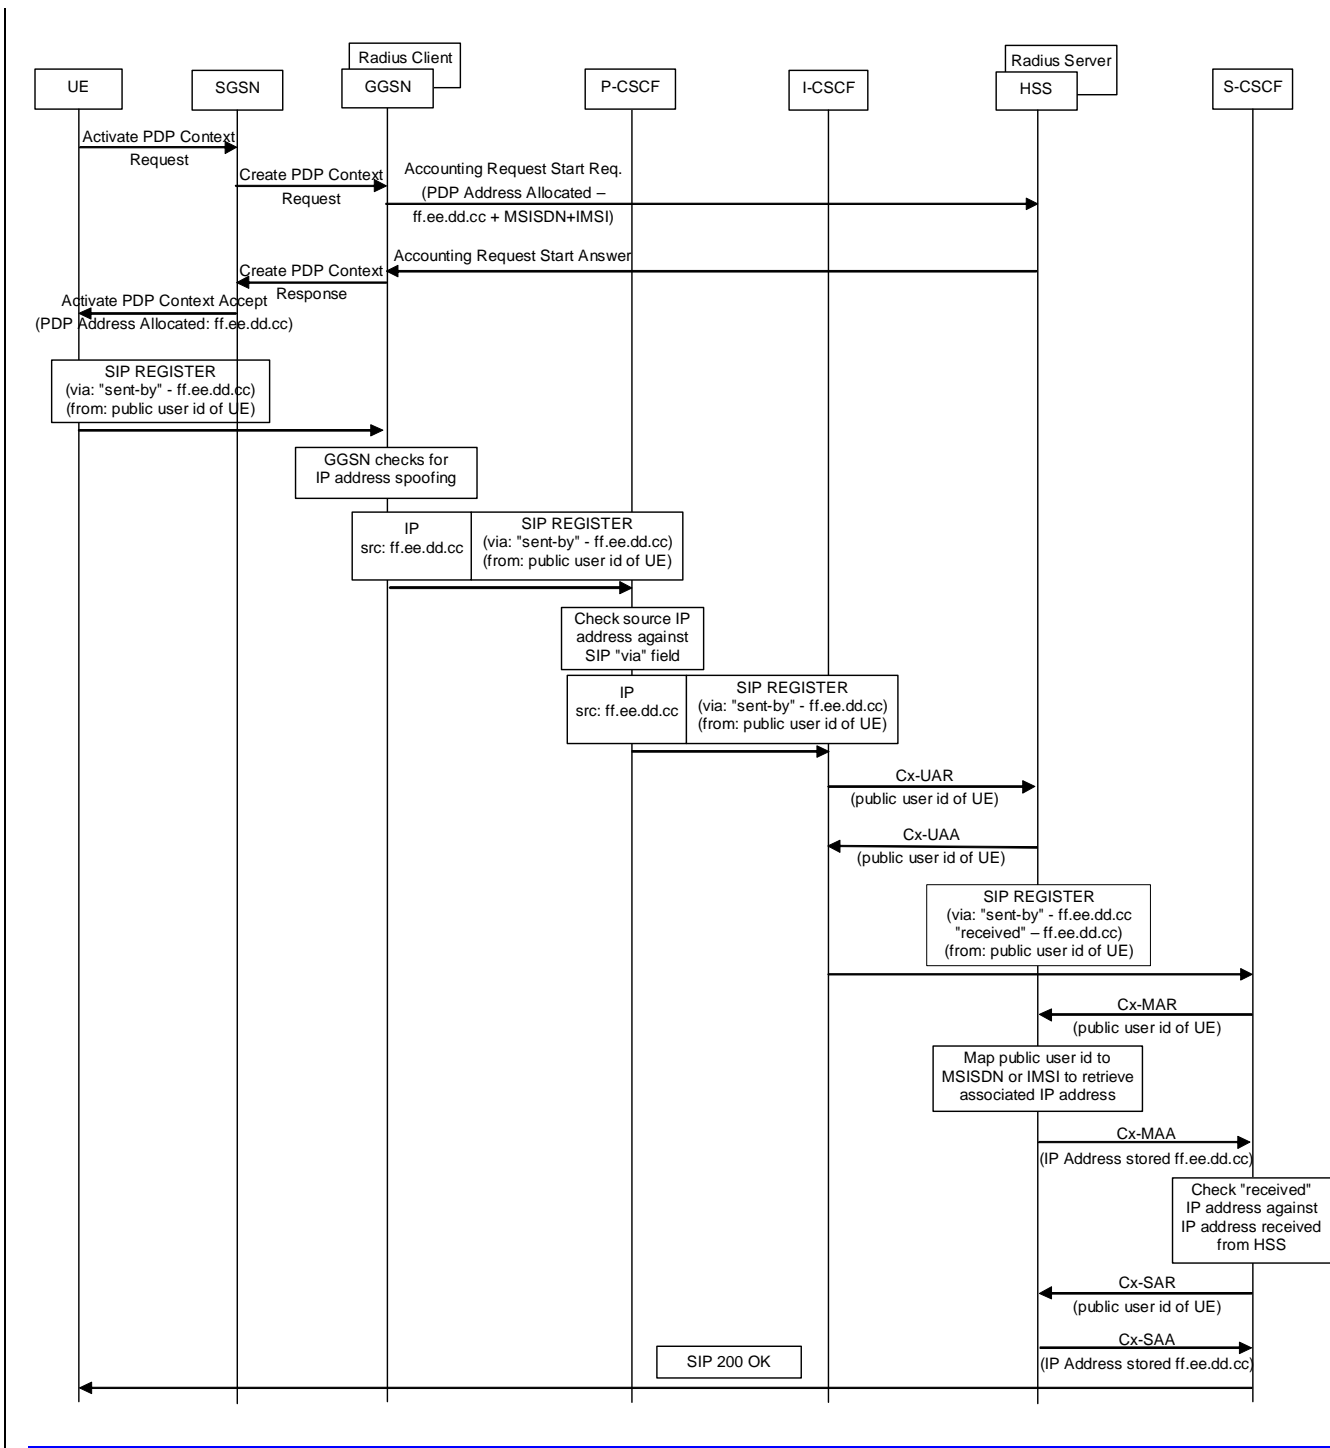 Radius Client
Radius Server
UE
SGSN
GGSN
P-CSCF
I-CSCF
HSS
S-CSCF
Activate PDP Context
Request
Create PDP Context
Request
Accounting Request Start Req.
(PDP Address Allocated –
ff.ee.dd.cc + MSISDN+IMSI)
Accounting Request Start Answer
Create PDP Context
Response
Activate PDP Context Accept
(PDP Address Allocated: ff.ee.dd.cc)
SIP REGISTER
(via: "sent-by" - ff.ee.dd.cc)
(from: public user id of UE)
GGSN checks for
IP address spoofing
IP
src: ff.ee.dd.cc
SIP REGISTER
(via: "sent-by" - ff.ee.dd.cc)
(from: public user id of UE)
Check source IP
address against
SIP "via" field
IP
src: ff.ee.dd.cc
SIP REGISTER
(via: "sent-by" - ff.ee.dd.cc)
(from: public user id of UE)
Cx-UAR
(public user id of UE)
Cx-UAA
(public user id of UE)
SIP REGISTER
(via: "sent-by" - ff.ee.dd.cc
"received" – ff.ee.dd.cc)
(from: public user id of UE)
Cx-MAR
(public user id of UE)
Map public user id to
MSISDN or IMSI to retrieve
associated IP address
Cx-MAA
(IP Address stored ff.ee.dd.cc)
Check "received"
IP address against
IP address received
from HSS
Cx-SAR
(public user id of UE)
Cx-SAA
(IP Address stored ff.ee.dd.cc)
SIP 200 OK